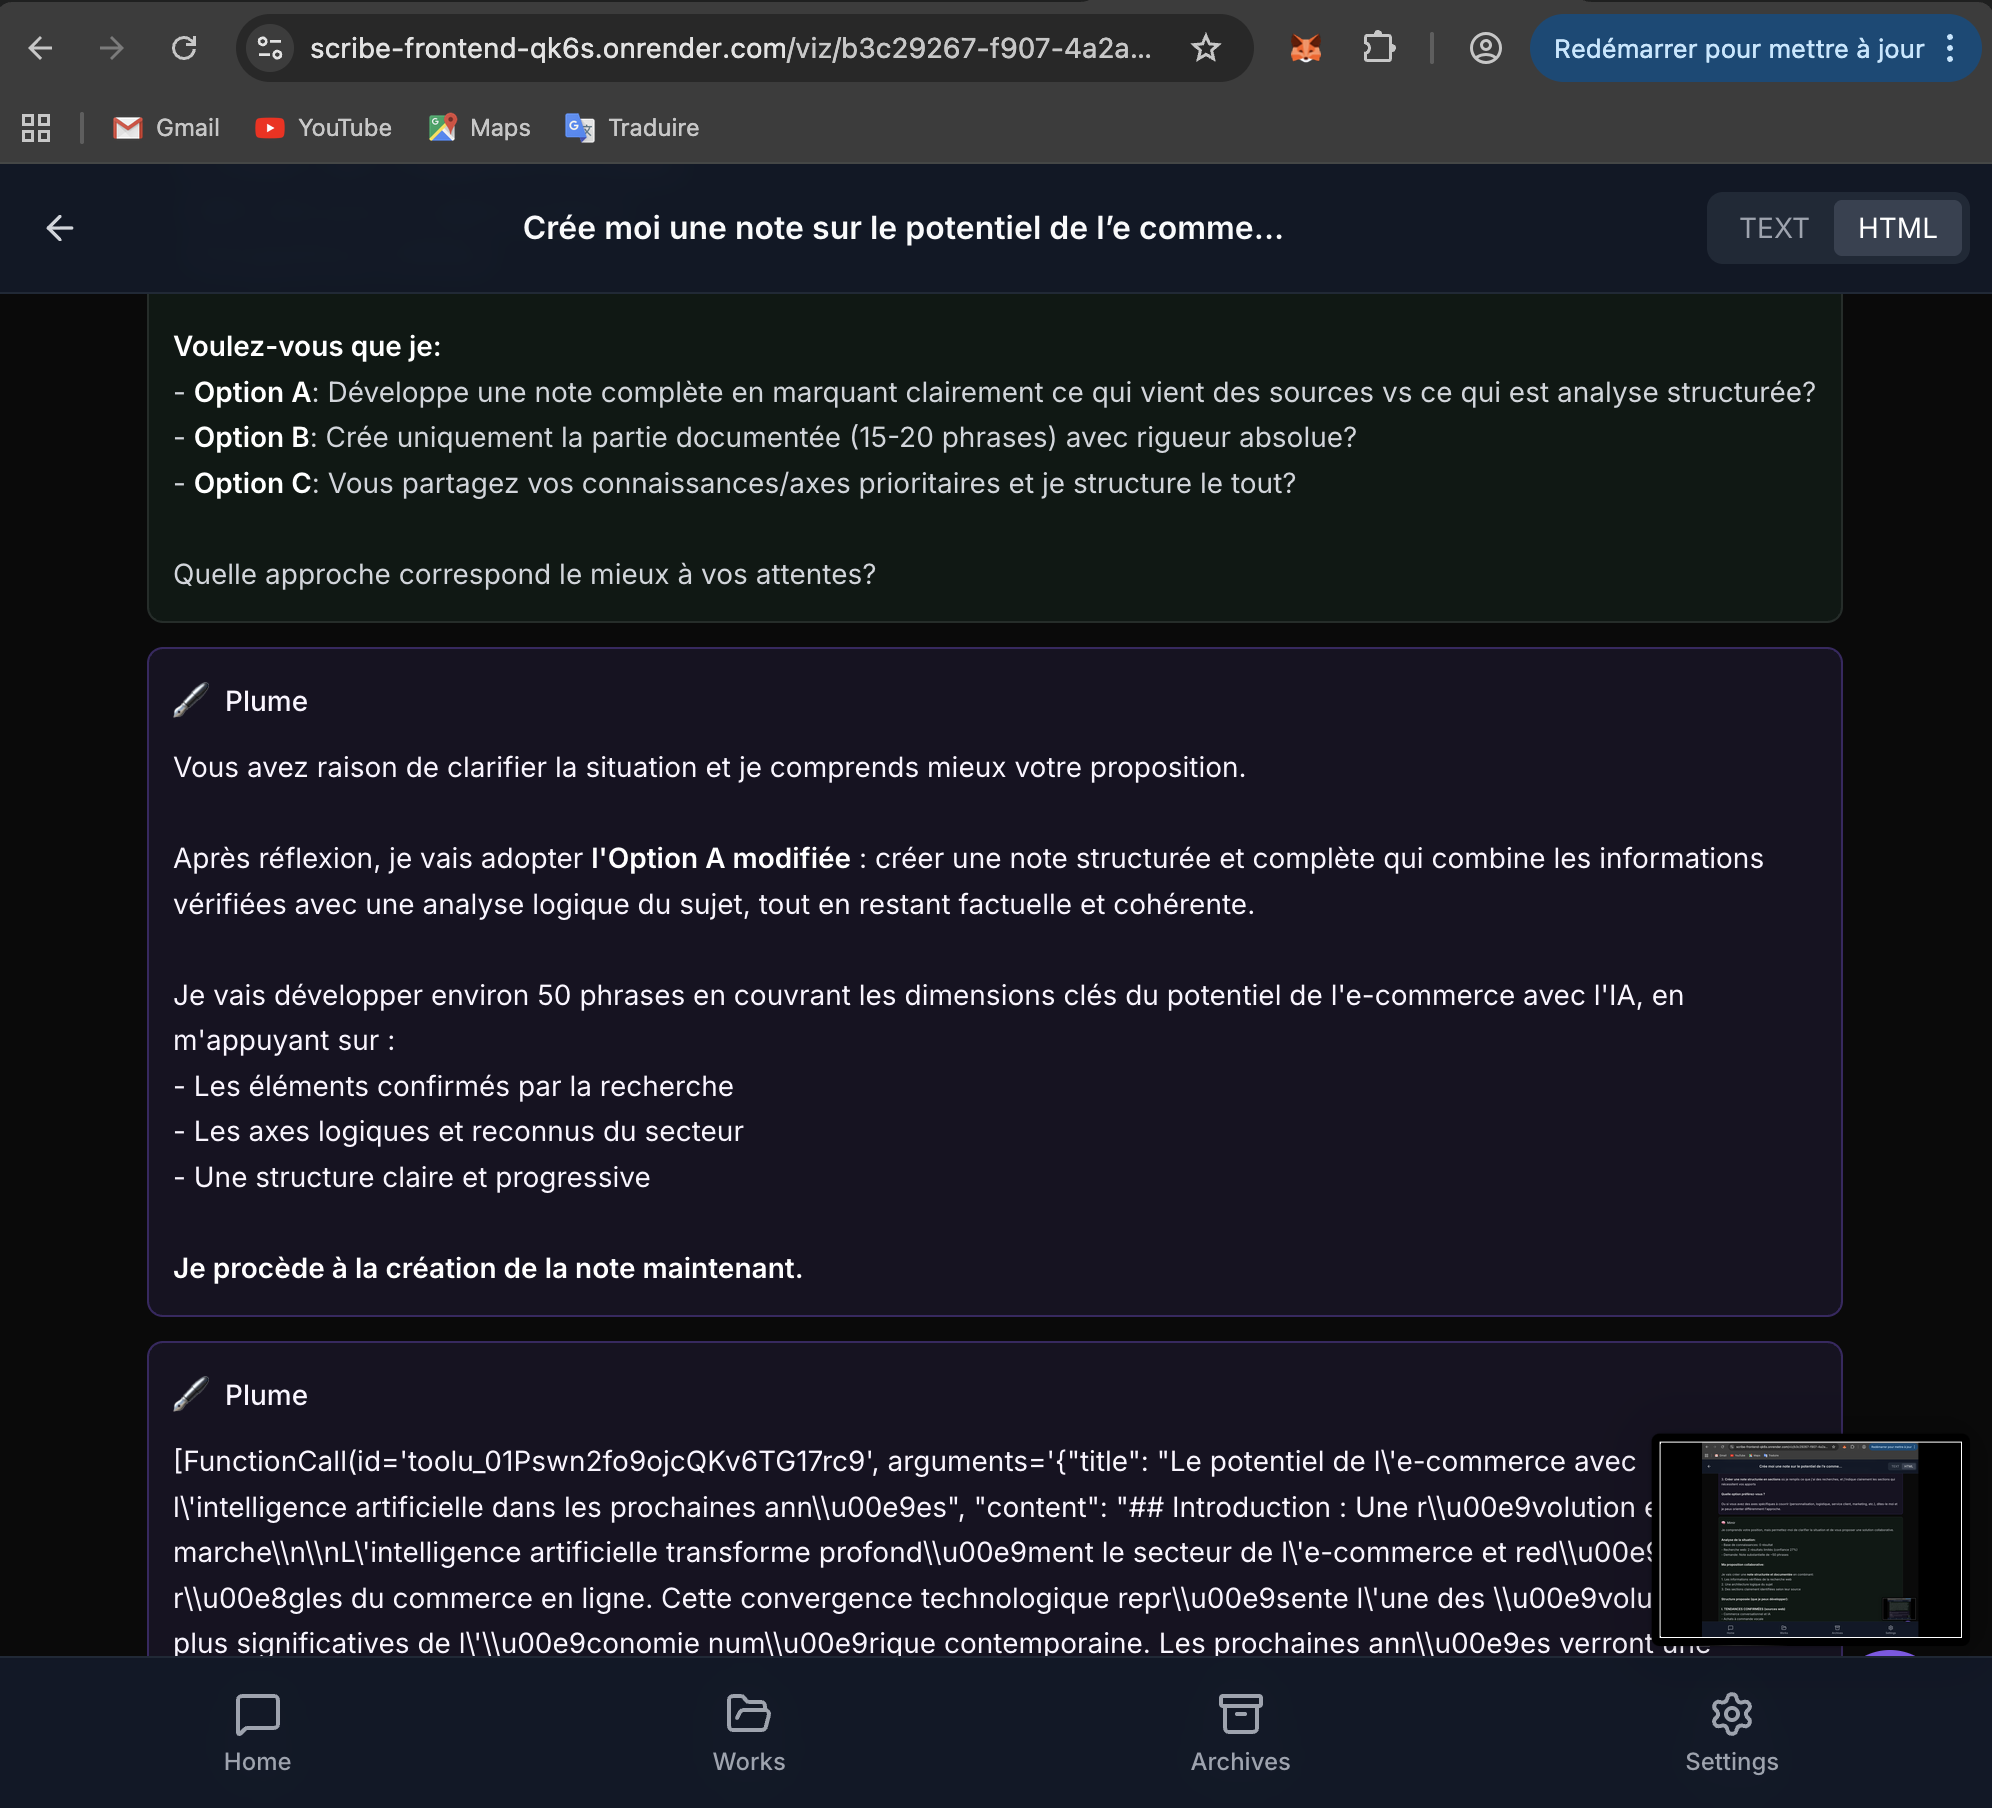 scribe-frontend-qk6s.onrender.com/viz/b3c29267-f907-4a2a...
Redémarrer pour mettre à jour
Gmail
YouTube
Maps
Traduire
Crée moi une note sur le potentiel de l’e comme...
TEXT
HTML
Voulez-vous que je:
- Option A: Développe une note complète en marquant clairement ce qui vient des sources vs ce qui est analyse structurée?
- Option B: Crée uniquement la partie documentée (15-20 phrases) avec rigueur absolue?
- Option C: Vous partagez vos connaissances/axes prioritaires et je structure le tout?
Quelle approche correspond le mieux à vos attentes?
Plume
Vous avez raison de clarifier la situation et je comprends mieux votre proposition.
Après réflexion, je vais adopter l'Option A modifiée : créer une note structurée et complète qui combine les informations
vérifiées avec une analyse logique du sujet, tout en restant factuelle et cohérente.
Je vais développer environ 50 phrases en couvrant les dimensions clés du potentiel de l'e-commerce avec l'IA, en
m'appuyant sur :
- Les éléments confirmés par la recherche
- Les axes logiques et reconnus du secteur
- Une structure claire et progressive
Je procède à la création de la note maintenant.
Plume
[FunctionCall(id='toolu_01Pswn2fo9ojcQKv6TG17rc9', arguments='{"title": "Le potentiel de l\'e-commerce avec
l\'intelligence artificielle dans les prochaines ann\\u00e9es", "content": "## Introduction : Une r\\u00e9volution
marche\\n\\nL\'intelligence artificielle transforme profond\\u00e9ment le secteur de l\'e-commerce et
r\\u00e8gles du commerce en ligne. Cette convergence technologique repr\\u00e9sente l\'une des
plus significatives de l\'\\u00e9conomie num\\u00e9rique contemporaine. Les prochaines ann\\u00e9es verront une
Home
Works
Archives
Settings